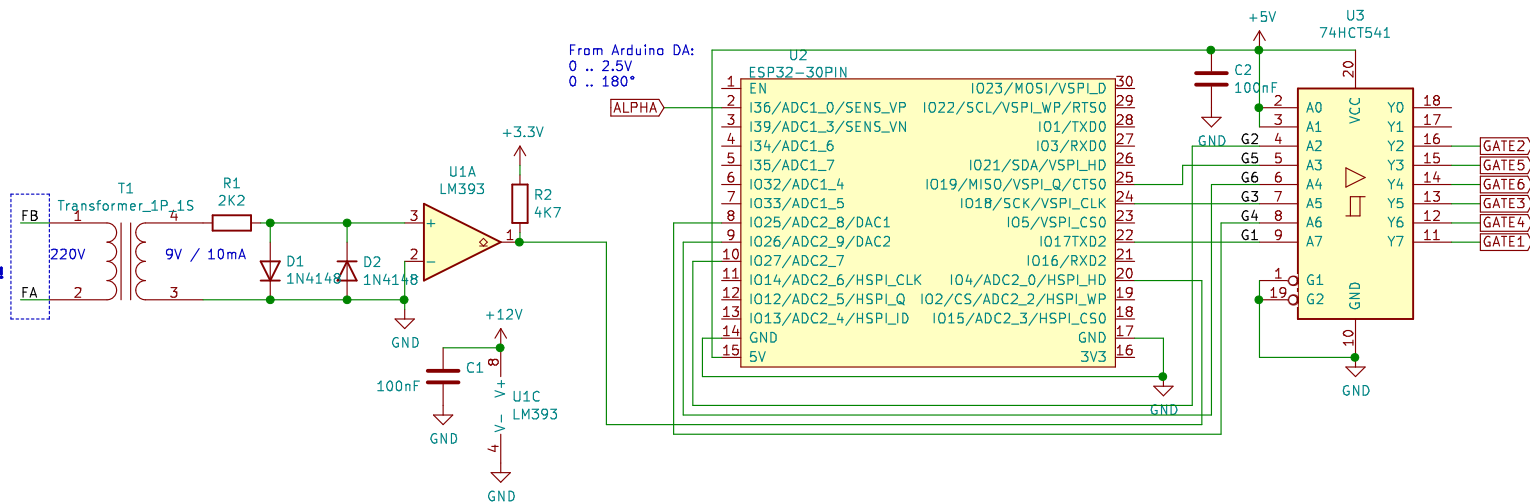 From Arduino DA:
0 .. 2.5V
0 .. 180°
ALPHA
FB
FA
220V
!
T1
Transformer_1P_1S
1
2
4
3
9V / 10mA
R1
2K2
D1
1N4148
D2
1N4148
GND
U1A
LM393
3
+
2
−
1
+3.3V
R2
4K7
+12V
C1
100nF
GND
8
V+
V-
4
U1C
LM393
GND
U2
ESP32-30PIN
1 EN
2 I36/ADC1_0/SENS_VP
3 I39/ADC1_3/SENS_VN
4 I34/ADC1_6
5 I35/ADC1_7
6 IO32/ADC1_4
7 IO33/ADC1_5
8 IO25/ADC2_8/DAC1
9 IO26/ADC2_9/DAC2
10 IO27/ADC2_7
11 IO14/ADC2_6/HSPI_CLK
12 IO12/ADC2_5/HSPI_Q
13 IO13/ADC2_4/HSPI_ID
14 GND
15 5V
IO23/MOSI/VSPI_D 30
IO22/SCL/VSPI_WP/RTS0 29
IO1/TXD0 28
IO3/RXD0 27
IO21/SDA/VSPI_HD 26
IO19/MISO/VSPI_Q/CTS0 25
IO18/SCK/VSPI_CLK 24
IO5/VSPI_CS0 23
IO17TXD2 22
IO16/RXD2 21
IO4/ADC2_0/HSPI_HD 20
IO2/CS/ADC2_2/HSPI_WP 19
IO15/ADC2_3/HSPI_CS0 18
GND 17
3V3 16
GND
+5V
C2
100nF
GND
U3
74HCT541
20
VCC
2 A0
3 A1
G2 4 A2
G5 5 A3
G6 6 A4
G3 7 A5
G4 8 A6
G1 9 A7
1 G1
19 G2
GND
10
GND
Y0 18
Y1 17
Y2 16 GATE2
Y3 15 GATE5
Y4 14 GATE6
Y5 13 GATE3
Y6 12 GATE4
Y7 11 GATE1